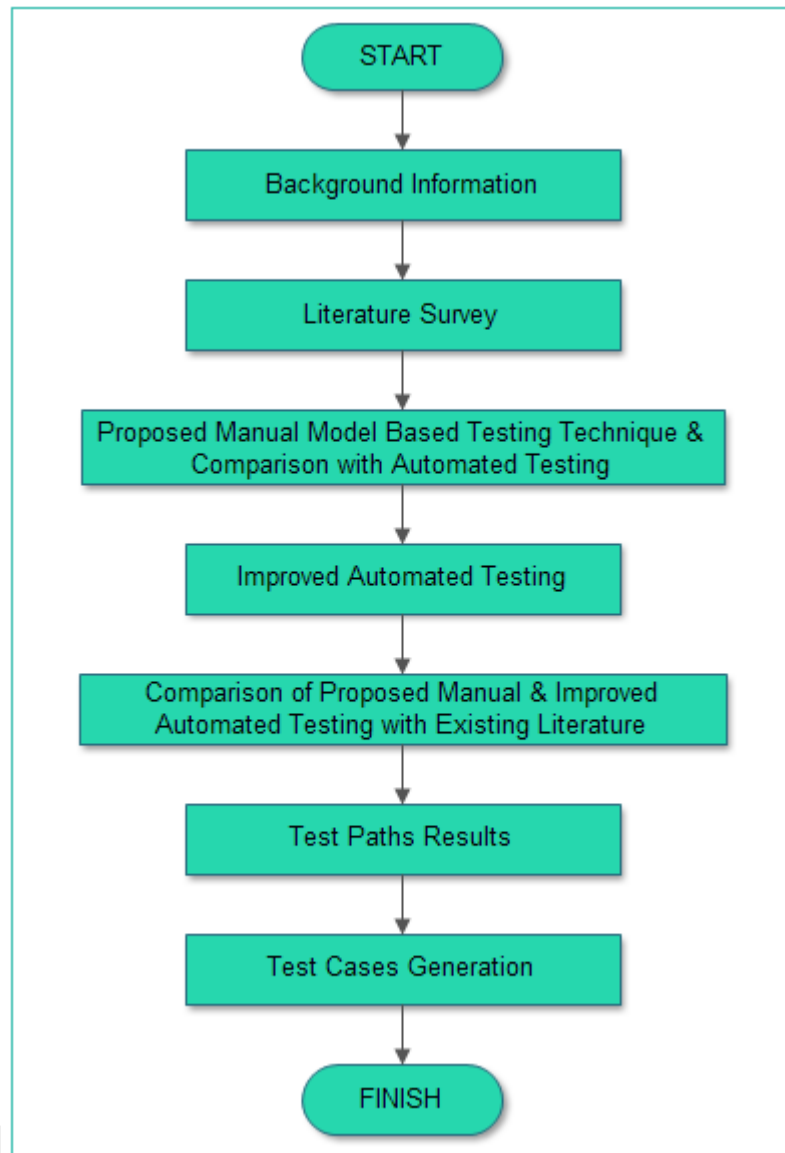 START
Background Information
Literature Survey
Proposed Manual Model Based Testing Technique &
Comparison with Automated Testing
Improved Automated Testing
Comparison of Proposed Manual & Improved
Automated Testing with Existing Literature
Test Paths Results
Test Cases Generation
FINISH